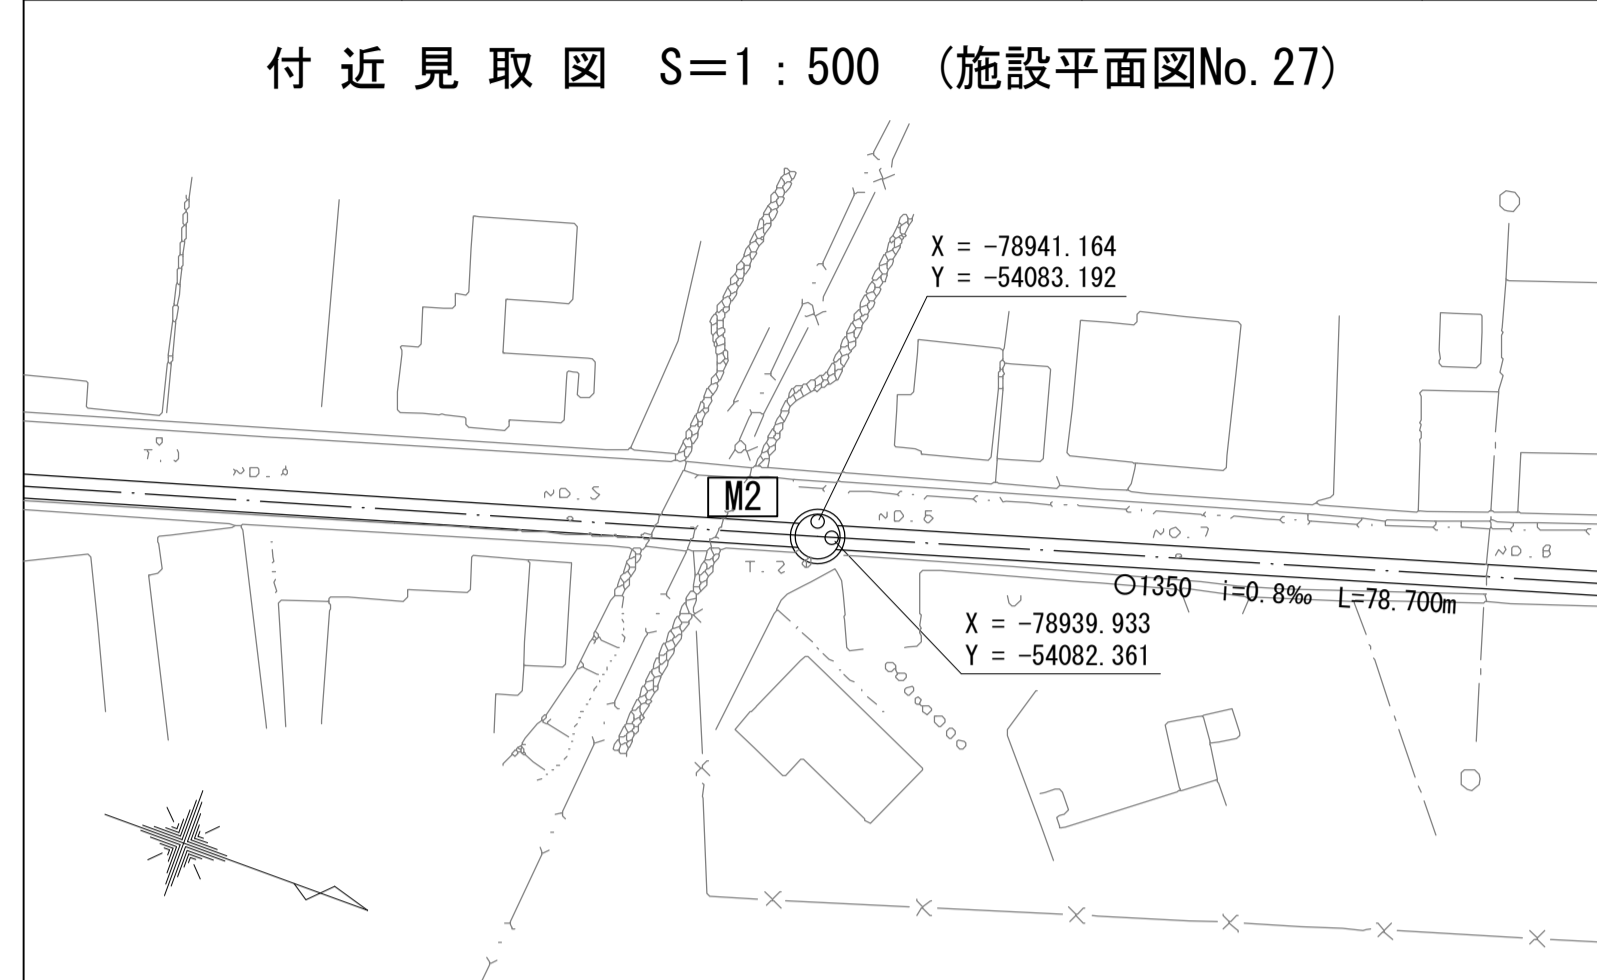 付近見取図 S=1:500 (施設平面図No.27)
X = -78941.164
Y = -54083.192
T.1
NO.4
NO.5
M2
NO.6
NO.7
NO.8
T.2
○1350 i=0.8‰ L=78.700m
X = -78939.933
Y = -54082.361